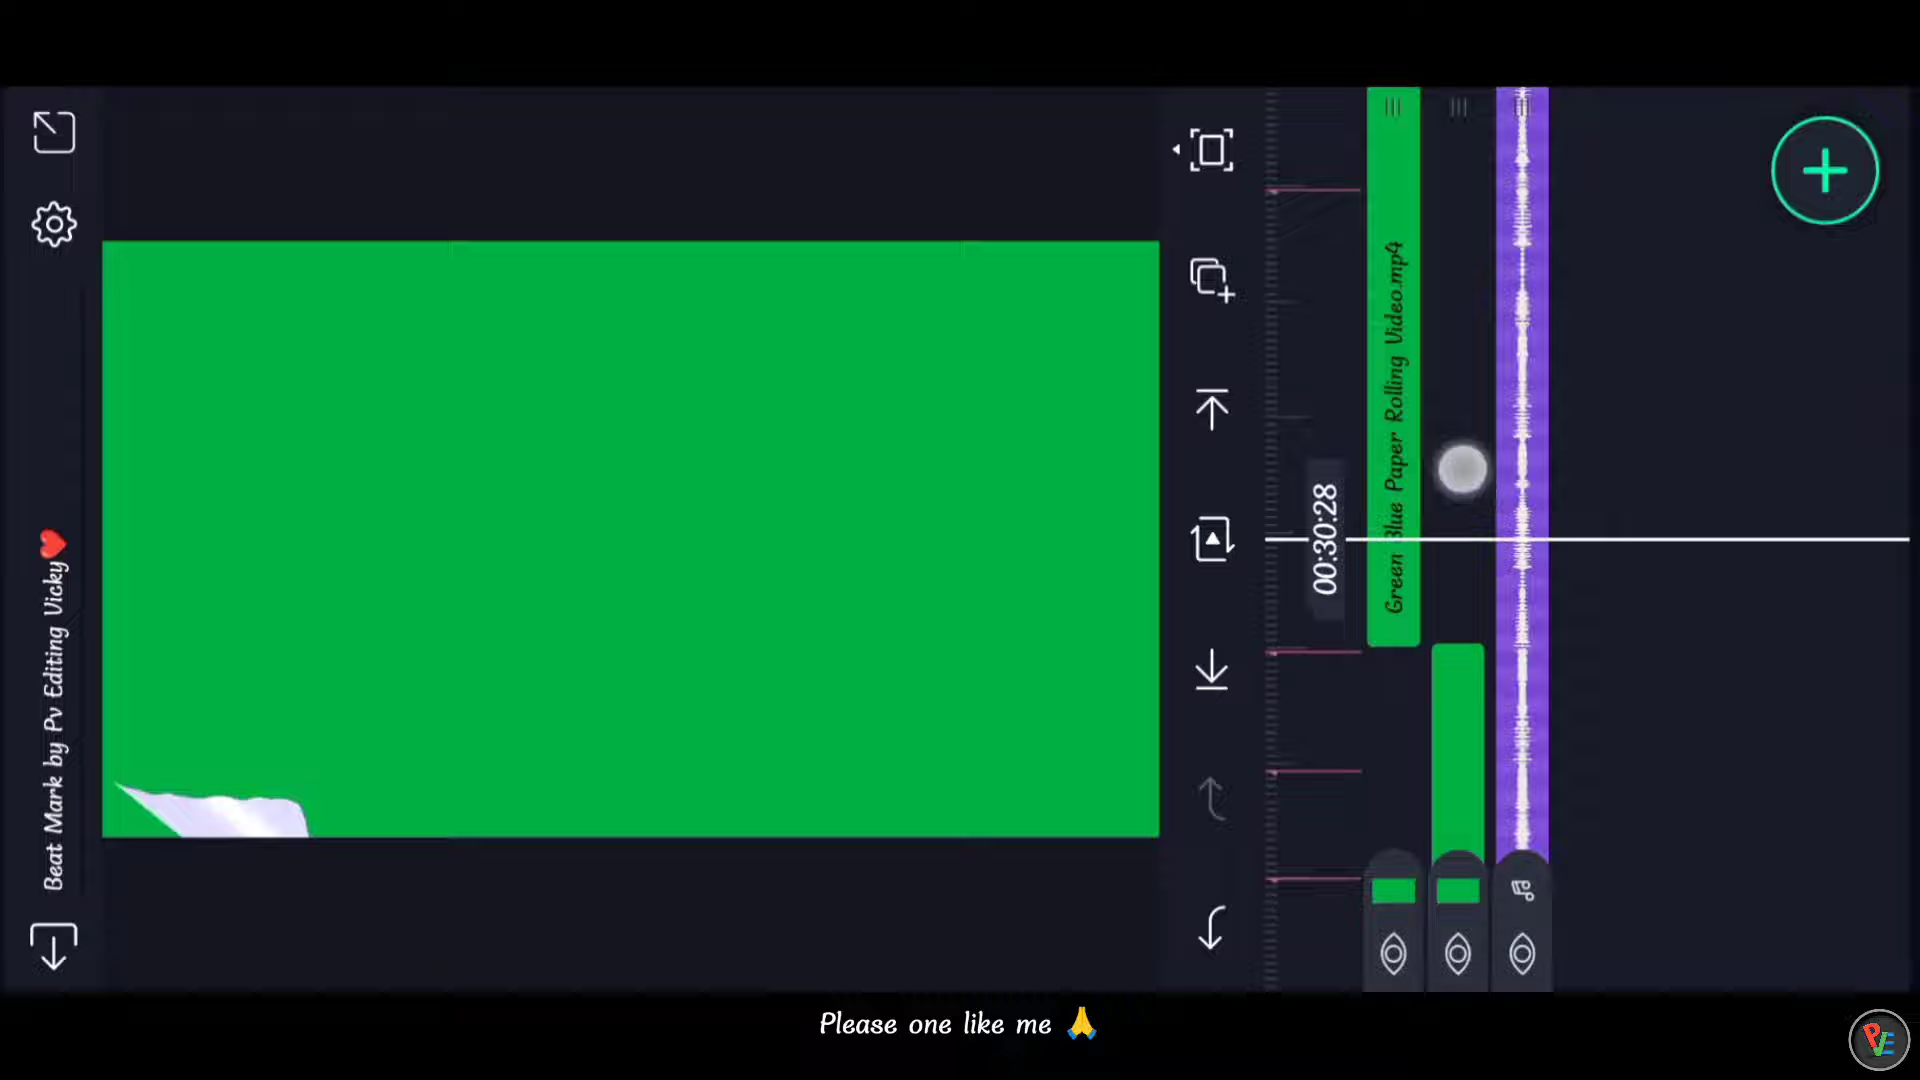 Beat Mark by Pv Editing Vicky❤️
00:30:28
Green Blue Paper Rolling Video.mp4
Please one like me 🙏
PVE